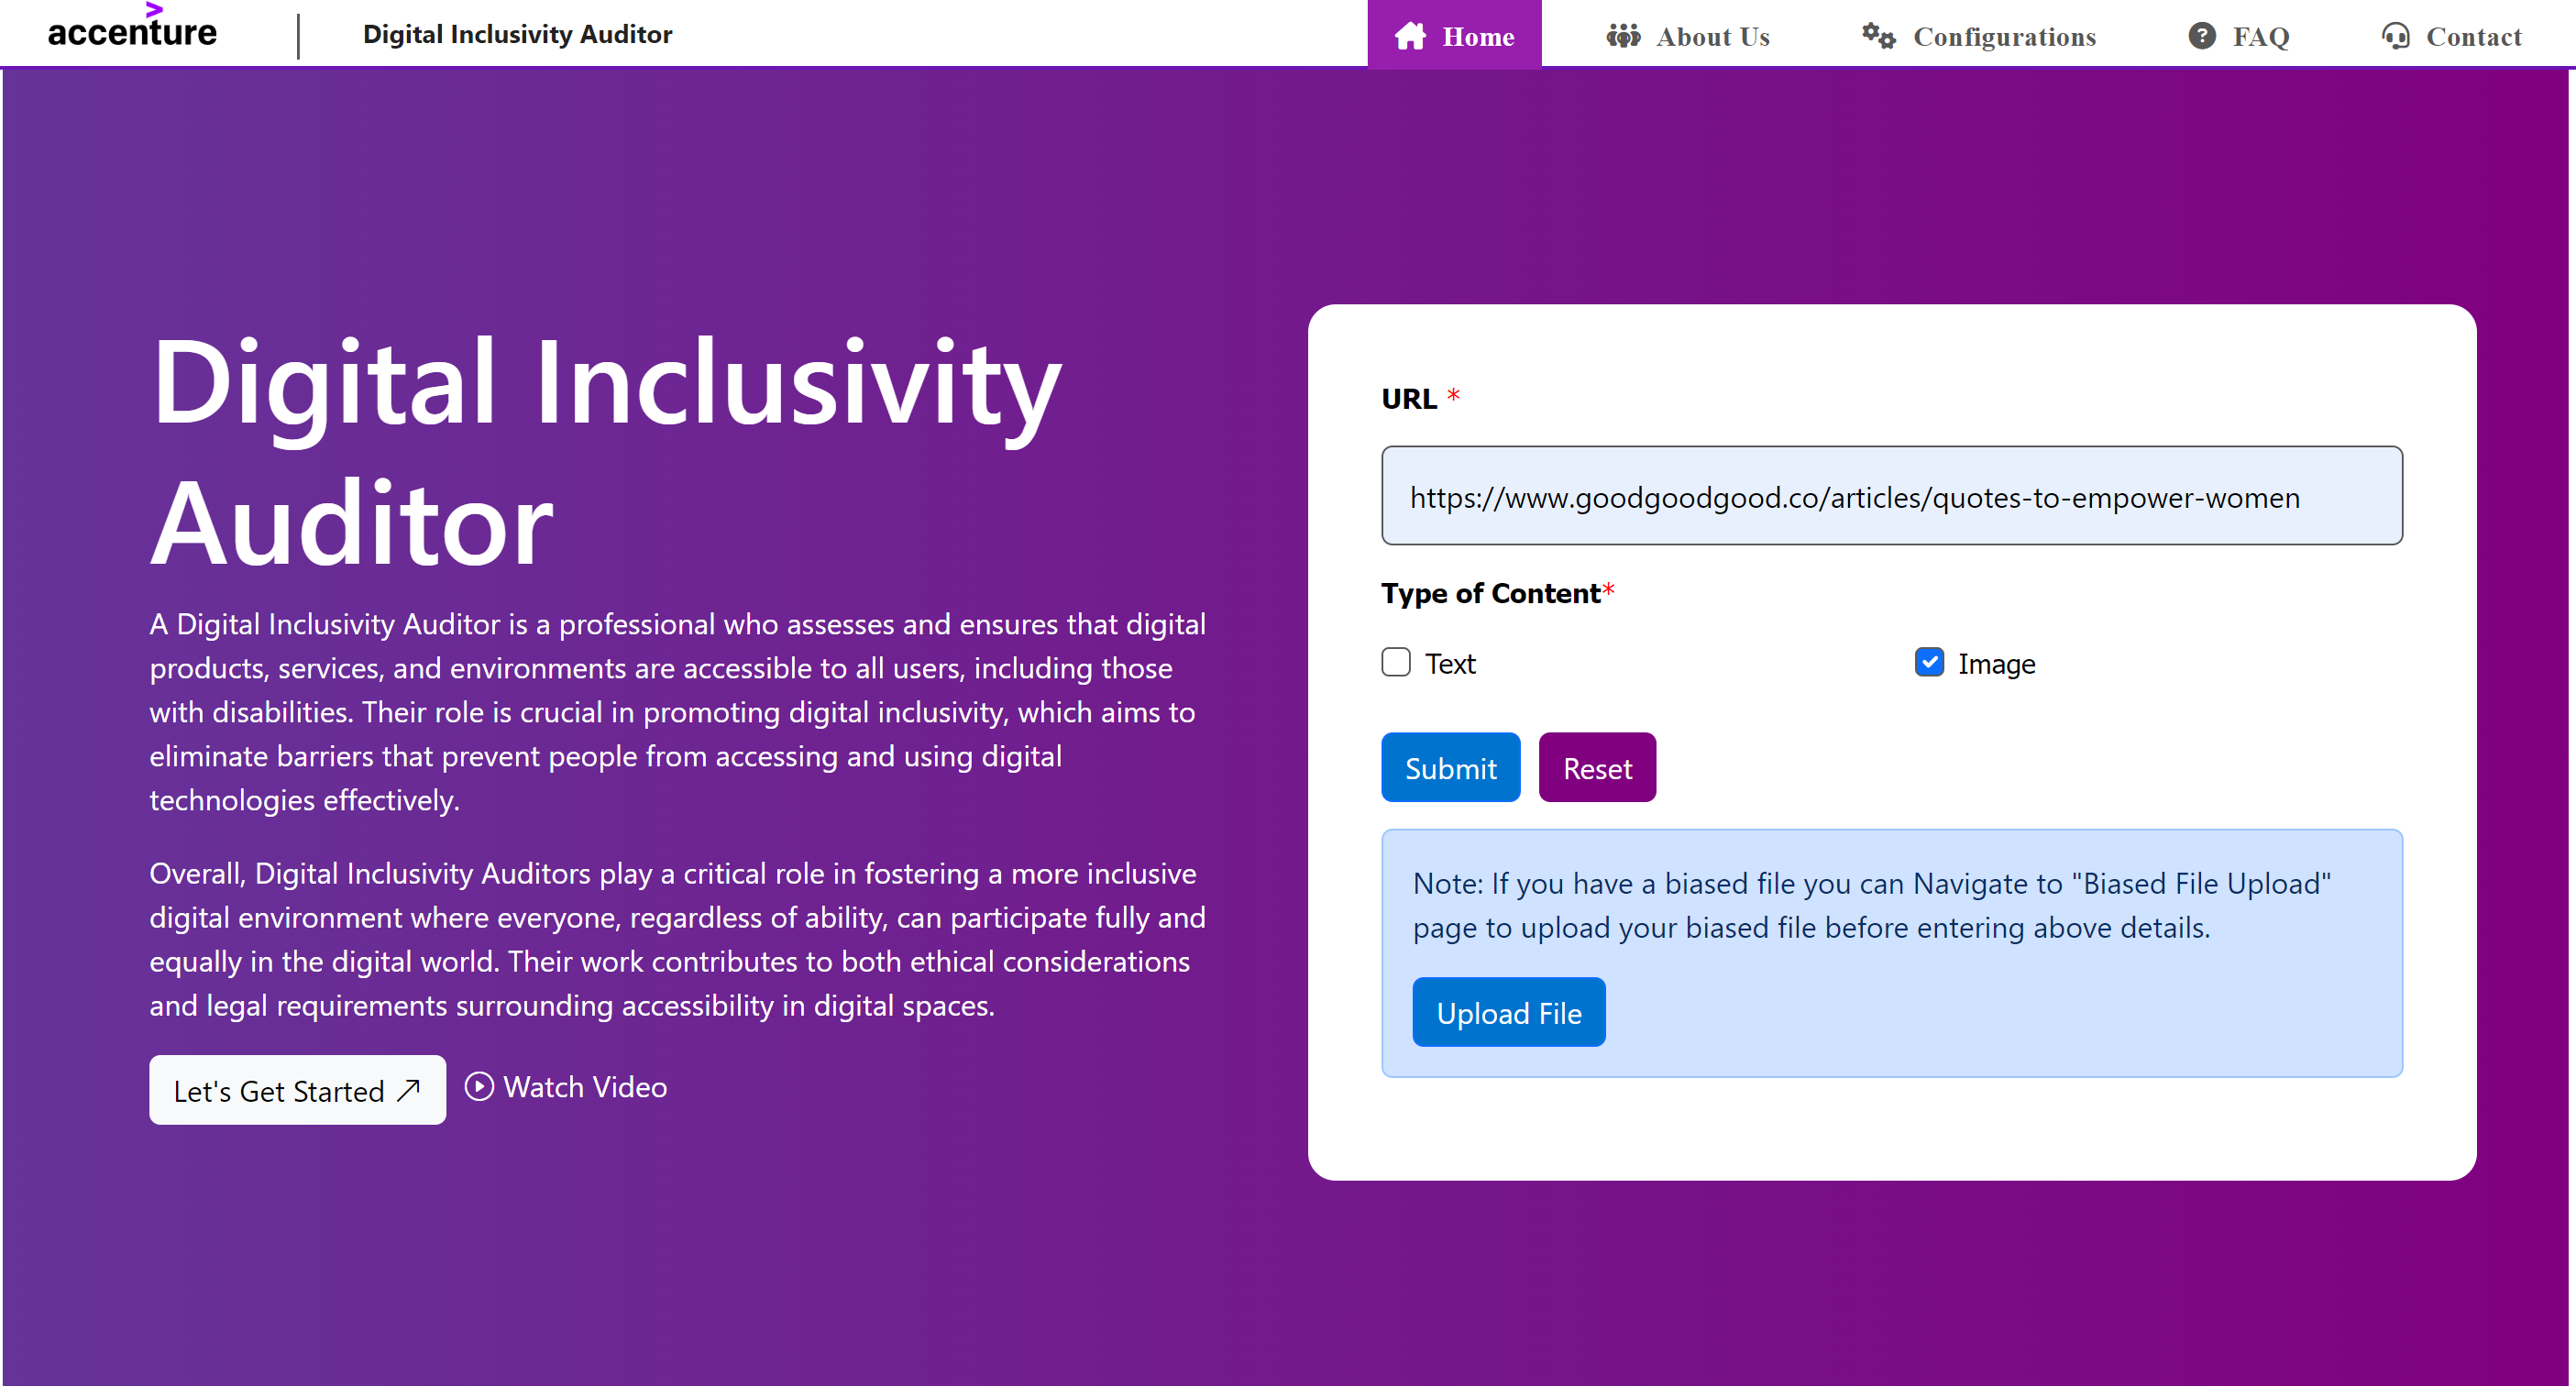 accenture
Digital Inclusivity Auditor
Home
About Us
Configurations
FAQ
Contact
Digital Inclusivity
Auditor
A Digital Inclusivity Auditor is a professional who assesses and ensures that digital
products, services, and environments are accessible to all users, including those
with disabilities. Their role is crucial in promoting digital inclusivity, which aims to
eliminate barriers that prevent people from accessing and using digital
technologies effectively.
Overall, Digital Inclusivity Auditors play a critical role in fostering a more inclusive
digital environment where everyone, regardless of ability, can participate fully and
equally in the digital world. Their work contributes to both ethical considerations
and legal requirements surrounding accessibility in digital spaces.
Let's Get Started
Watch Video
URL *
https://www.goodgoodgood.co/articles/quotes-to-empower-women
Type of Content*
Text
Image
Submit
Reset
Note: If you have a biased file you can Navigate to "Biased File Upload"
page to upload your biased file before entering above details.
Upload File